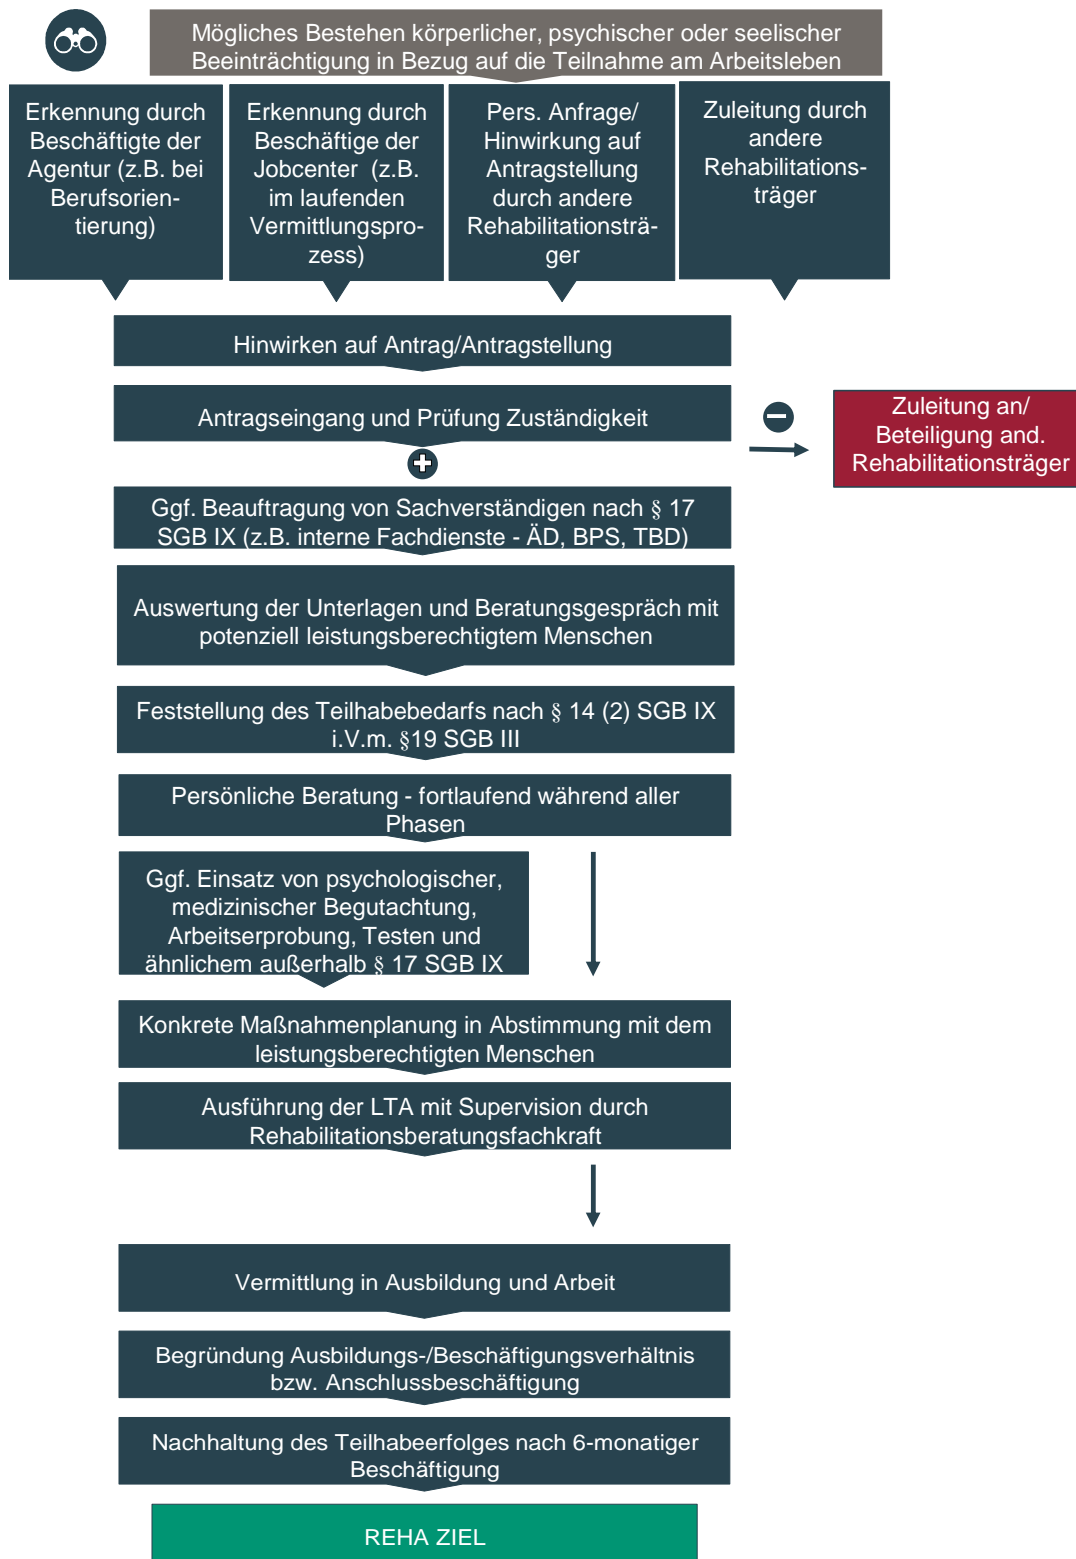 Mögliches Bestehen körperlicher, psychischer oder seelischer
Beeinträchtigung in Bezug auf die Teilnahme am Arbeitsleben
Erkennung durch
Beschäftigte der
Agentur (z.B. bei
Berufsorien-
tierung)
Erkennung durch
Beschäftige der
Jobcenter (z.B.
im laufenden
Vermittlungspro-
zess)
Pers. Anfrage/
Hinwirkung auf
Antragstellung
durch andere
Rehabilitationsträ-
ger
Zuleitung durch
andere
Rehabilitations-
träger
Hinwirken auf Antrag/Antragstellung
Antragseingang und Prüfung Zuständigkeit
Zuleitung an/
Beteiligung and.
Rehabilitationsträger
Ggf. Beauftragung von Sachverständigen nach § 17
SGB IX (z.B. interne Fachdienste - ÄD, BPS, TBD)
Auswertung der Unterlagen und Beratungsgespräch mit
potenziell leistungsberechtigtem Menschen
Feststellung des Teilhabebedarfs nach § 14 (2) SGB IX
i.V.m. §19 SGB III
Persönliche Beratung - fortlaufend während aller
Phasen
Ggf. Einsatz von psychologischer,
medizinischer Begutachtung,
Arbeitserprobung, Testen und
ähnlichem außerhalb § 17 SGB IX
Konkrete Maßnahmenplanung in Abstimmung mit dem
leistungsberechtigten Menschen
Ausführung der LTA mit Supervision durch
Rehabilitationsberatungsfachkraft
Vermittlung in Ausbildung und Arbeit
Begründung Ausbildungs-/Beschäftigungsverhältnis
bzw. Anschlussbeschäftigung
Nachhaltung des Teilhabeerfolges nach 6-monatiger
Beschäftigung
REHA ZIEL